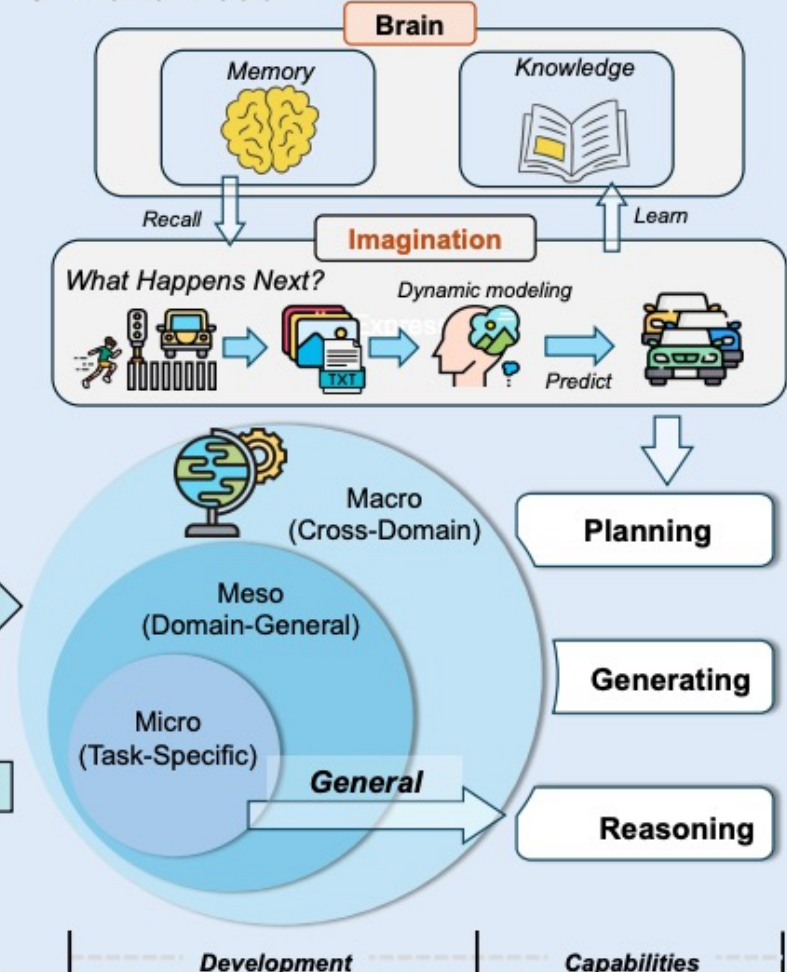 Brain
Memory
Knowledge
Recall
Learn
Imagination
What Happens Next?
Dynamic modeling
TXT
Predict
Macro
(Cross-Domain)
Planning
Meso
(Domain-General)
Generating
Micro
(Task-Specific)
General
Reasoning
Development
Capabilities